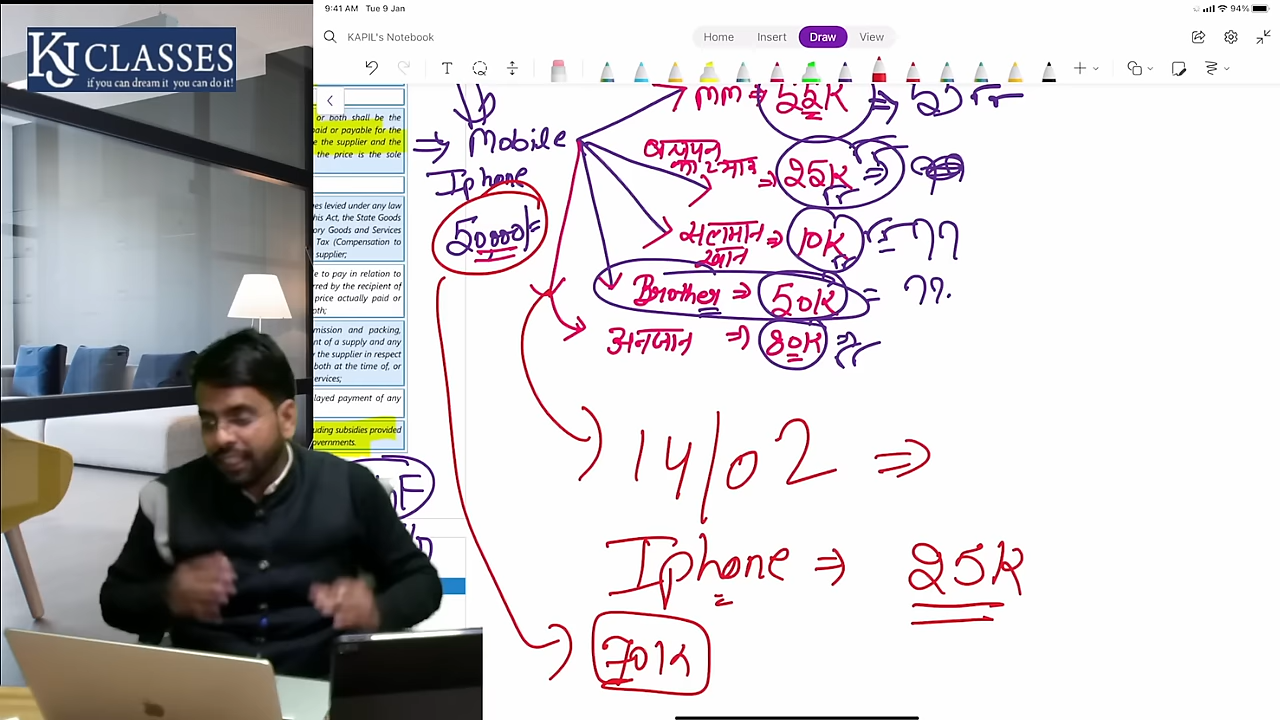 9:41 AM Tue 9 Jan
94%
KJ CLASSES
if you can dream it you can do it!
KAPIL's Notebook
Home Insert Draw View
or both shall be the
paid or payable for the
the supplier and the
the price is the sole
es levied under any law
his Act, the State Goods
ory Goods and Services
Tax (Compensation to
supplier;
le to pay in relation to
rred by the recipient of
price actually paid or
oth;
mission and packing,
nt of a supply and any
the supplier in respect
both at the time of, or
ervices;
layed payment of any
uding subsidies provided
overnments.
⇒ Mobile
Iphone
50000/=
MM ⇒ 55K ⇒
बचपन
का प्यार ⇒ 25K ⇒
सलमान ⇒ 10K ??
खान
Brother ⇒ 50K = ??
अनजान ⇒ 80K ⇒
14/02 ⇒
Iphone ⇒ 25K
70K